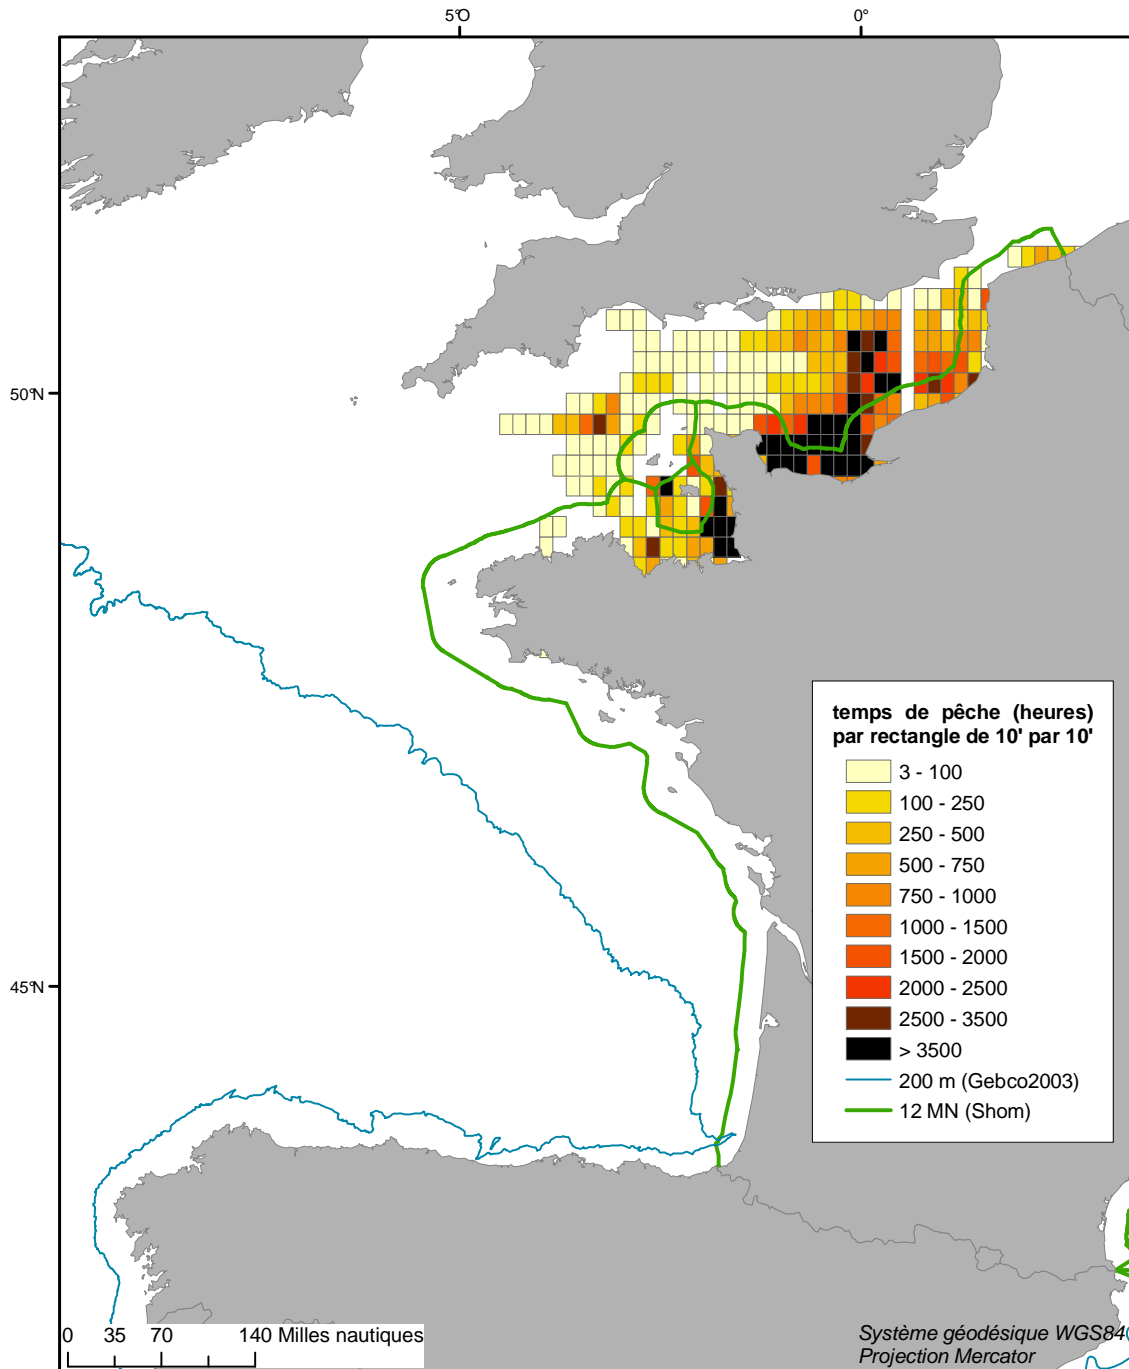 5°O
0°
50°N
45°N
temps de pêche (heures)
par rectangle de 10' par 10'
3 - 100
100 - 250
250 - 500
500 - 750
750 - 1000
1000 - 1500
1500 - 2000
2000 - 2500
2500 - 3500
> 3500
200 m (Gebco2003)
12 MN (Shom)
0 35 70 140 Milles nautiques
Système géodésique WGS84
Projection Mercator